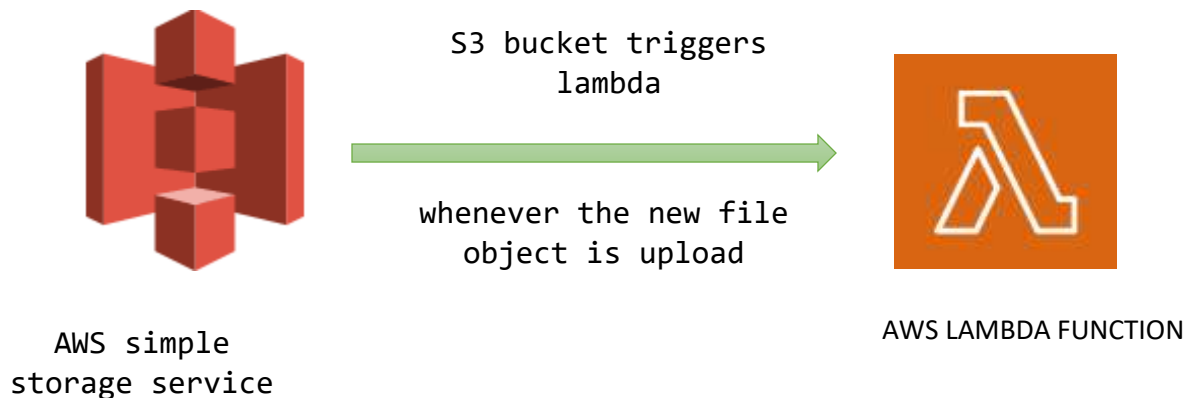 S3 bucket triggers
lambda
whenever the new file
object is upload
AWS simple
storage service
AWS LAMBDA FUNCTION